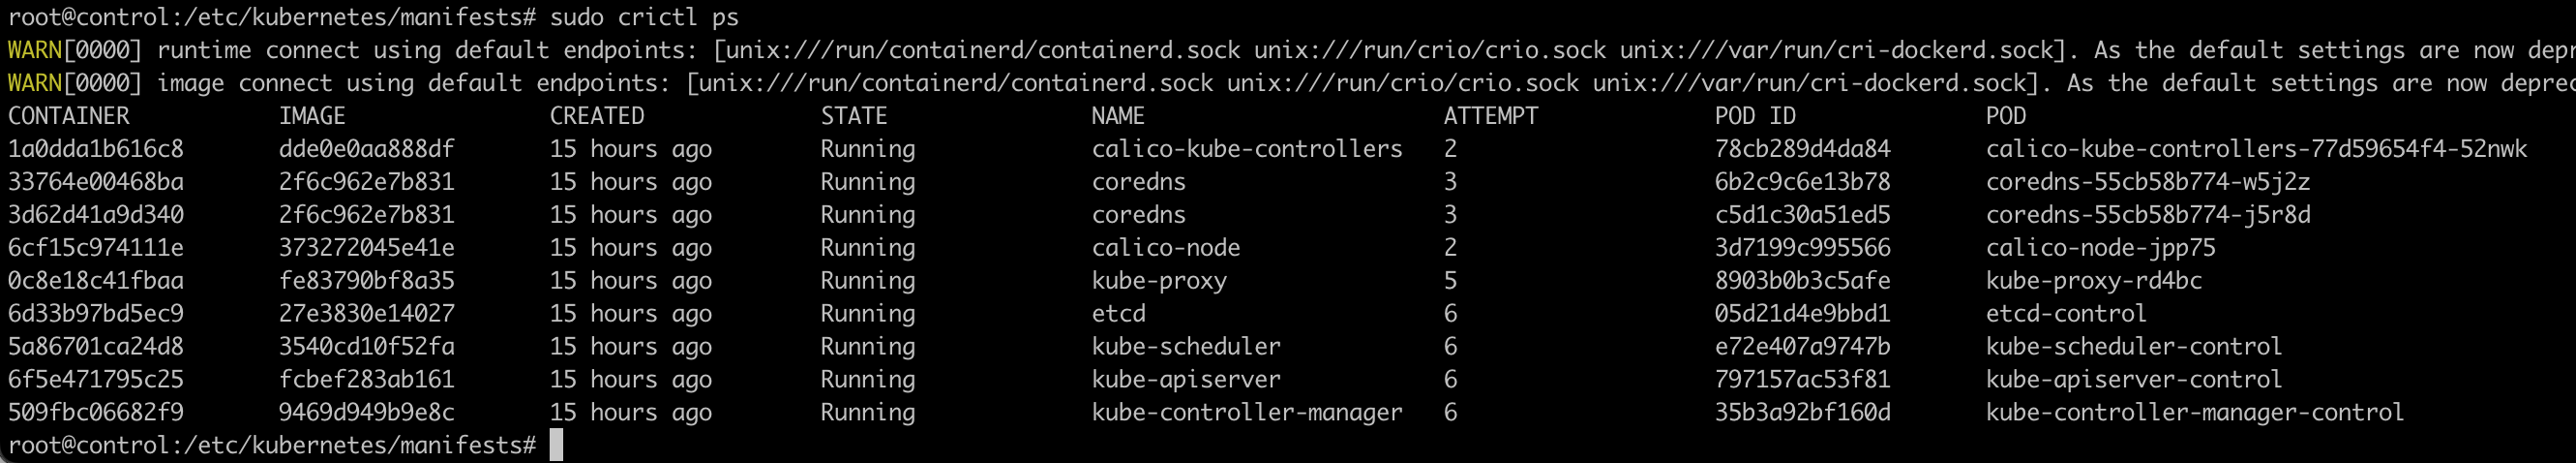 root@control:/etc/kubernetes/manifests# sudo crictl ps
WARN[0000] runtime connect using default endpoints: [unix:///run/containerd/containerd.sock unix:///run/crio/crio.sock unix:///var/run/cri-dockerd.sock]. As the default settings are now depr
WARN[0000] image connect using default endpoints: [unix:///run/containerd/containerd.sock unix:///run/crio/crio.sock unix:///var/run/cri-dockerd.sock]. As the default settings are now deprec
CONTAINER IMAGE CREATED STATE NAME ATTEMPT POD ID POD
1a0dda1b616c8 dde0e0aa888df 15 hours ago Running calico-kube-controllers 2 78cb289d4da84 calico-kube-controllers-77d59654f4-52nwk
33764e00468ba 2f6c962e7b831 15 hours ago Running coredns 3 6b2c9c6e13b78 coredns-55cb58b774-w5j2z
3d62d41a9d340 2f6c962e7b831 15 hours ago Running coredns 3 c5d1c30a51ed5 coredns-55cb58b774-j5r8d
6cf15c974111e 373272045e41e 15 hours ago Running calico-node 2 3d7199c995566 calico-node-jpp75
0c8e18c41fbaa fe83790bf8a35 15 hours ago Running kube-proxy 5 8903b0b3c5afe kube-proxy-rd4bc
6d33b97bd5ec9 27e3830e14027 15 hours ago Running etcd 6 05d21d4e9bbd1 etcd-control
5a86701ca24d8 3540cd10f52fa 15 hours ago Running kube-scheduler 6 e72e407a9747b kube-scheduler-control
6f5e471795c25 fcbef283ab161 15 hours ago Running kube-apiserver 6 797157ac53f81 kube-apiserver-control
509fbc06682f9 9469d949b9e8c 15 hours ago Running kube-controller-manager 6 35b3a92bf160d kube-controller-manager-control
root@control:/etc/kubernetes/manifests#